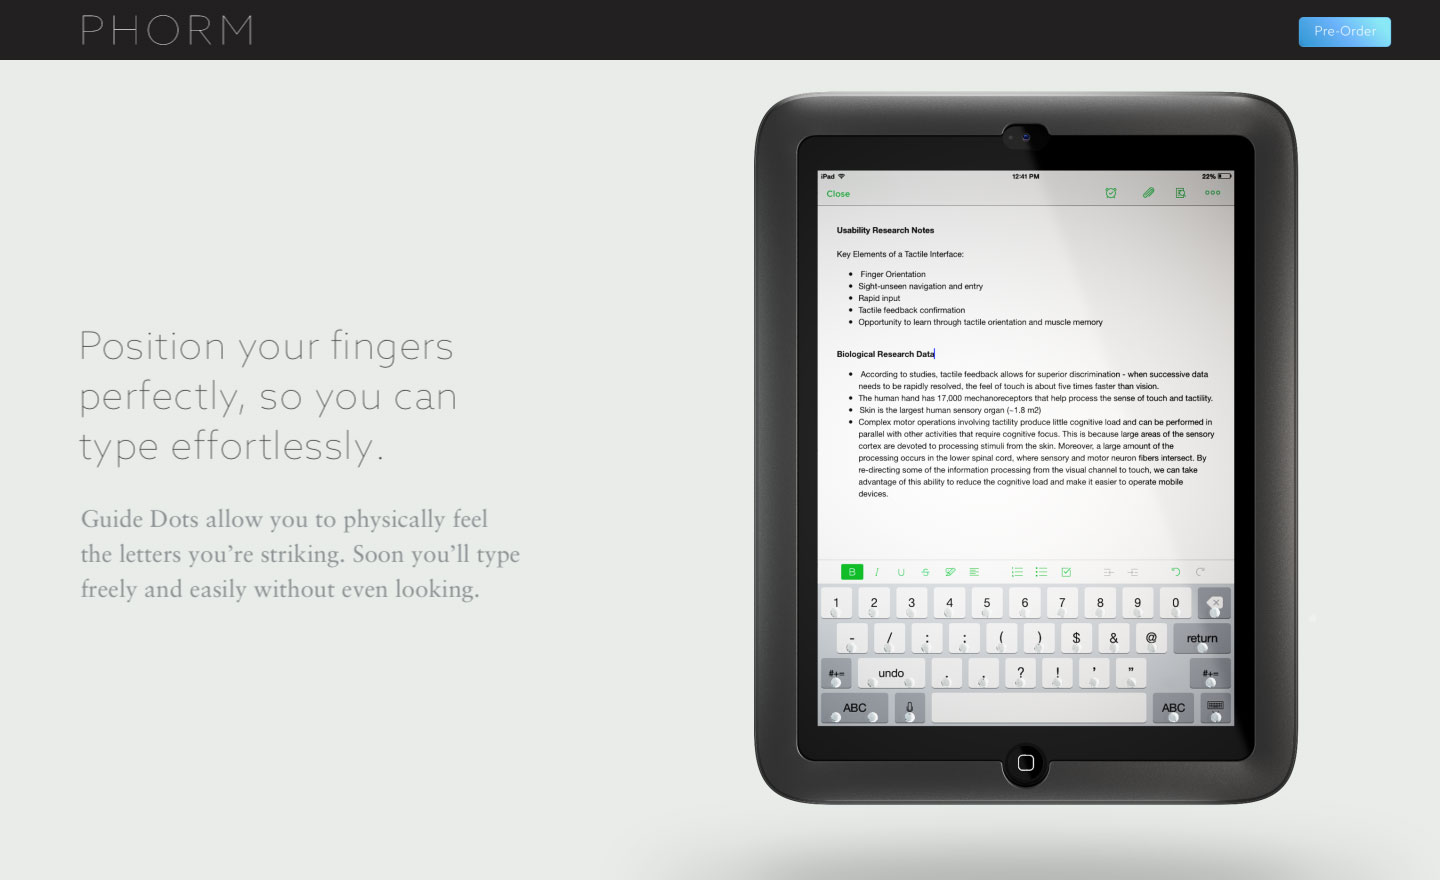 PHORM
Pre-Order
Position your fingers
perfectly, so you can
type effortlessly.
Guide Dots allow you to physically feel
the letters you’re striking. Soon you’ll type
freely and easily without even looking.
iPad 12:41 PM 22%
Close
Usability Research Notes
Key Elements of a Tactile Interface:
• Finger Orientation
• Sight-unseen navigation and entry
• Rapid input
• Tactile feedback confirmation
• Opportunity to learn through tactile orientation and muscle memory
Biological Research Data
• According to studies, tactile feedback allows for superior discrimination - when successive data
needs to be rapidly resolved, the feel of touch is about five times faster than vision.
• The human hand has 17,000 mechanoreceptors that help process the sense of touch and tactility.
• Skin is the largest human sensory organ (~1.8 m2)
• Complex motor operations involving tactility produce little cognitive load and can be performed in
parallel with other activities that require cognitive focus. This is because large areas of the sensory
cortex are devoted to processing stimuli from the skin. Moreover, a large amount of the
processing occurs in the lower spinal cord, where sensory and motor neuron fibers intersect. By
re-directing some of the information processing from the visual channel to touch, we can take
advantage of this ability to reduce the cognitive load and make it easier to operate mobile
devices.
B I U S
1 2 3 4 5 6 7 8 9 0
- / : : ( ) $ & @ return
#+= undo . , ? ! ’ ” #+=
ABC ABC